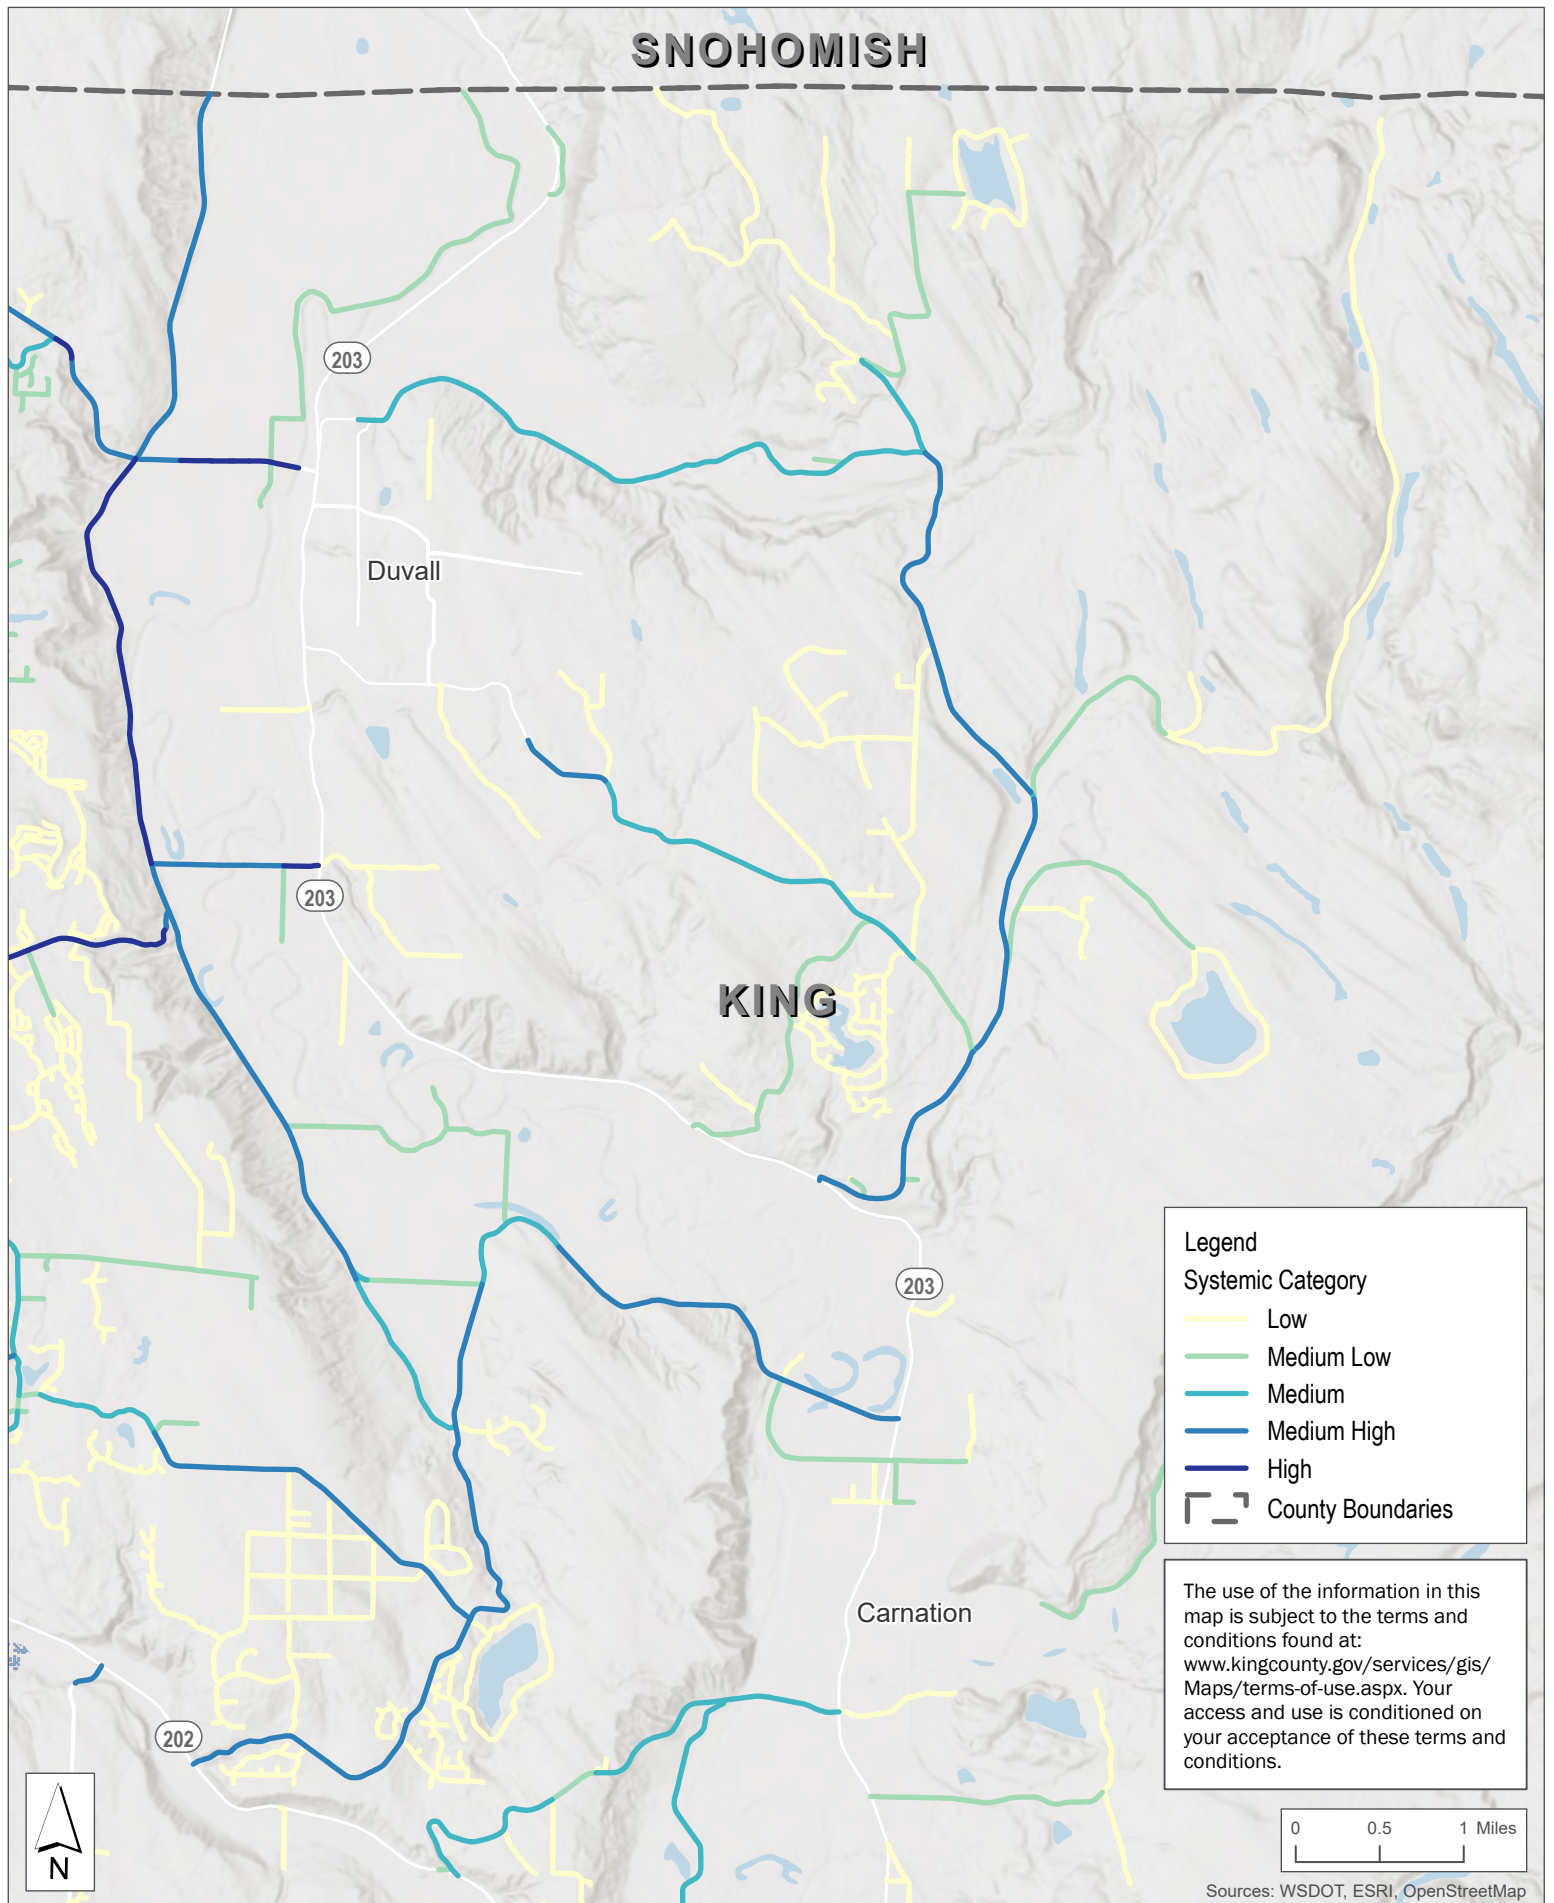 SNOHOMISH
203
Duvall
203
KING
203
Legend
Systemic Category
Low
Medium Low
Medium
Medium High
High
County Boundaries
The use of the information in this
map is subject to the terms and
conditions found at:
www.kingcounty.gov/services/gis/
Maps/terms-of-use.aspx. Your
access and use is conditioned on
your acceptance of these terms and
conditions.
Carnation
202
N
0 0.5 1 Miles
Sources: WSDOT, ESRI, OpenStreetMap